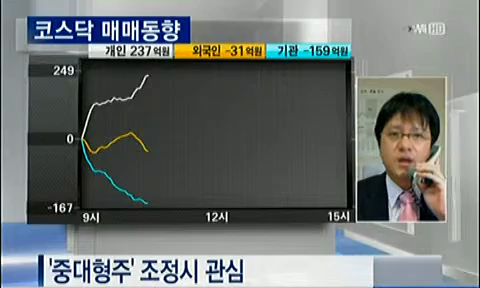 코스닥 매매동향
WiHD
개인 237억원 외국인 -31억원 기관 -159억원
249
0
-167
9시 12시 15시
'중대형주' 조정시 관심